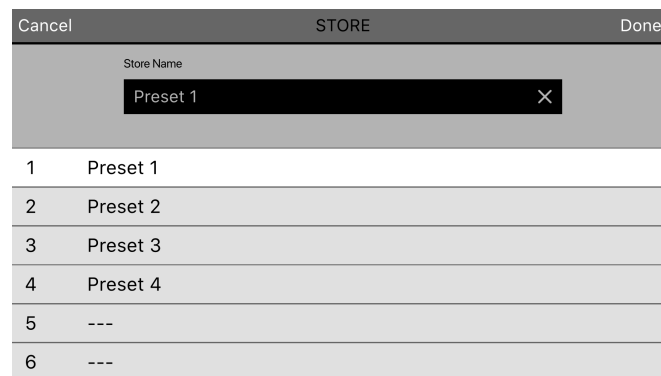 Cancel STORE Done
Store Name
Preset 1
1 Preset 1
2 Preset 2
3 Preset 3
4 Preset 4
5 ---
6 ---